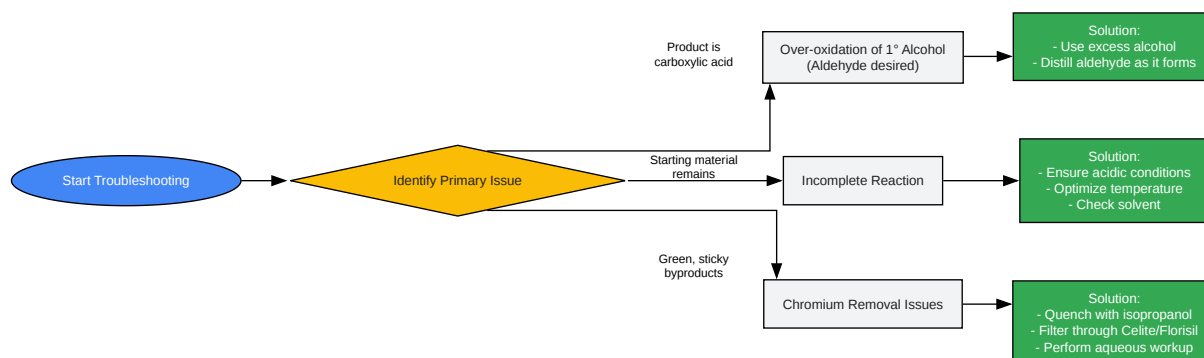 Start Troubleshooting
Identify Primary Issue
Product is
carboxylic acid
Over-oxidation of 1° Alcohol
(Aldehyde desired)
Solution:
- Use excess alcohol
- Distill aldehyde as it forms
Starting material
remains
Incomplete Reaction
Solution:
- Ensure acidic conditions
- Optimize temperature
- Check solvent
Green, sticky
byproducts
Chromium Removal Issues
Solution:
- Quench with isopropanol
- Filter through Celite/Florisil
- Perform aqueous workup